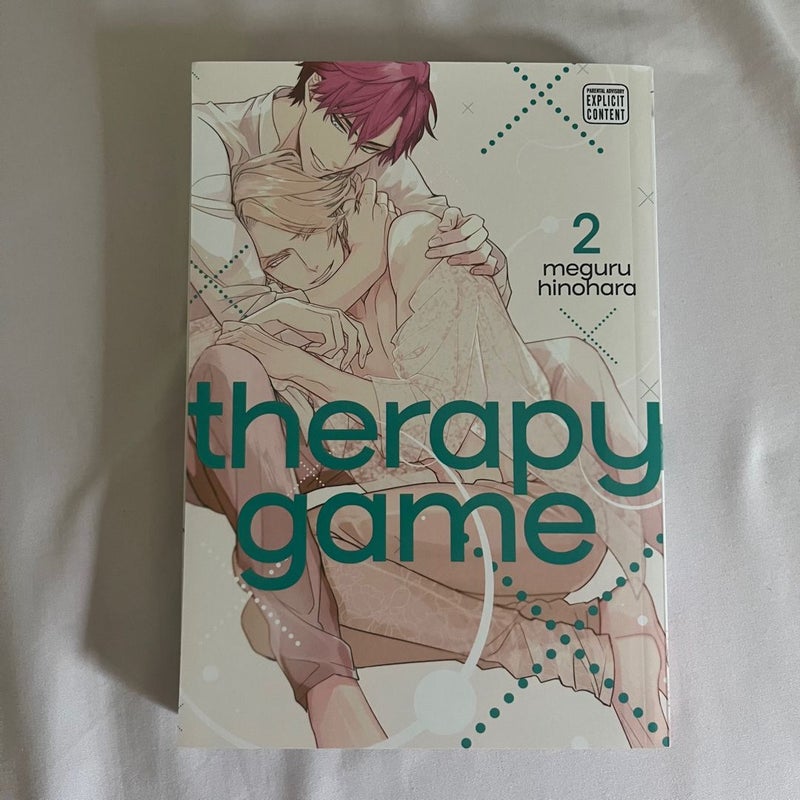 PARENTAL ADVISORY
EXPLICIT
CONTENT
2
meguru
hinohara
therapy
game